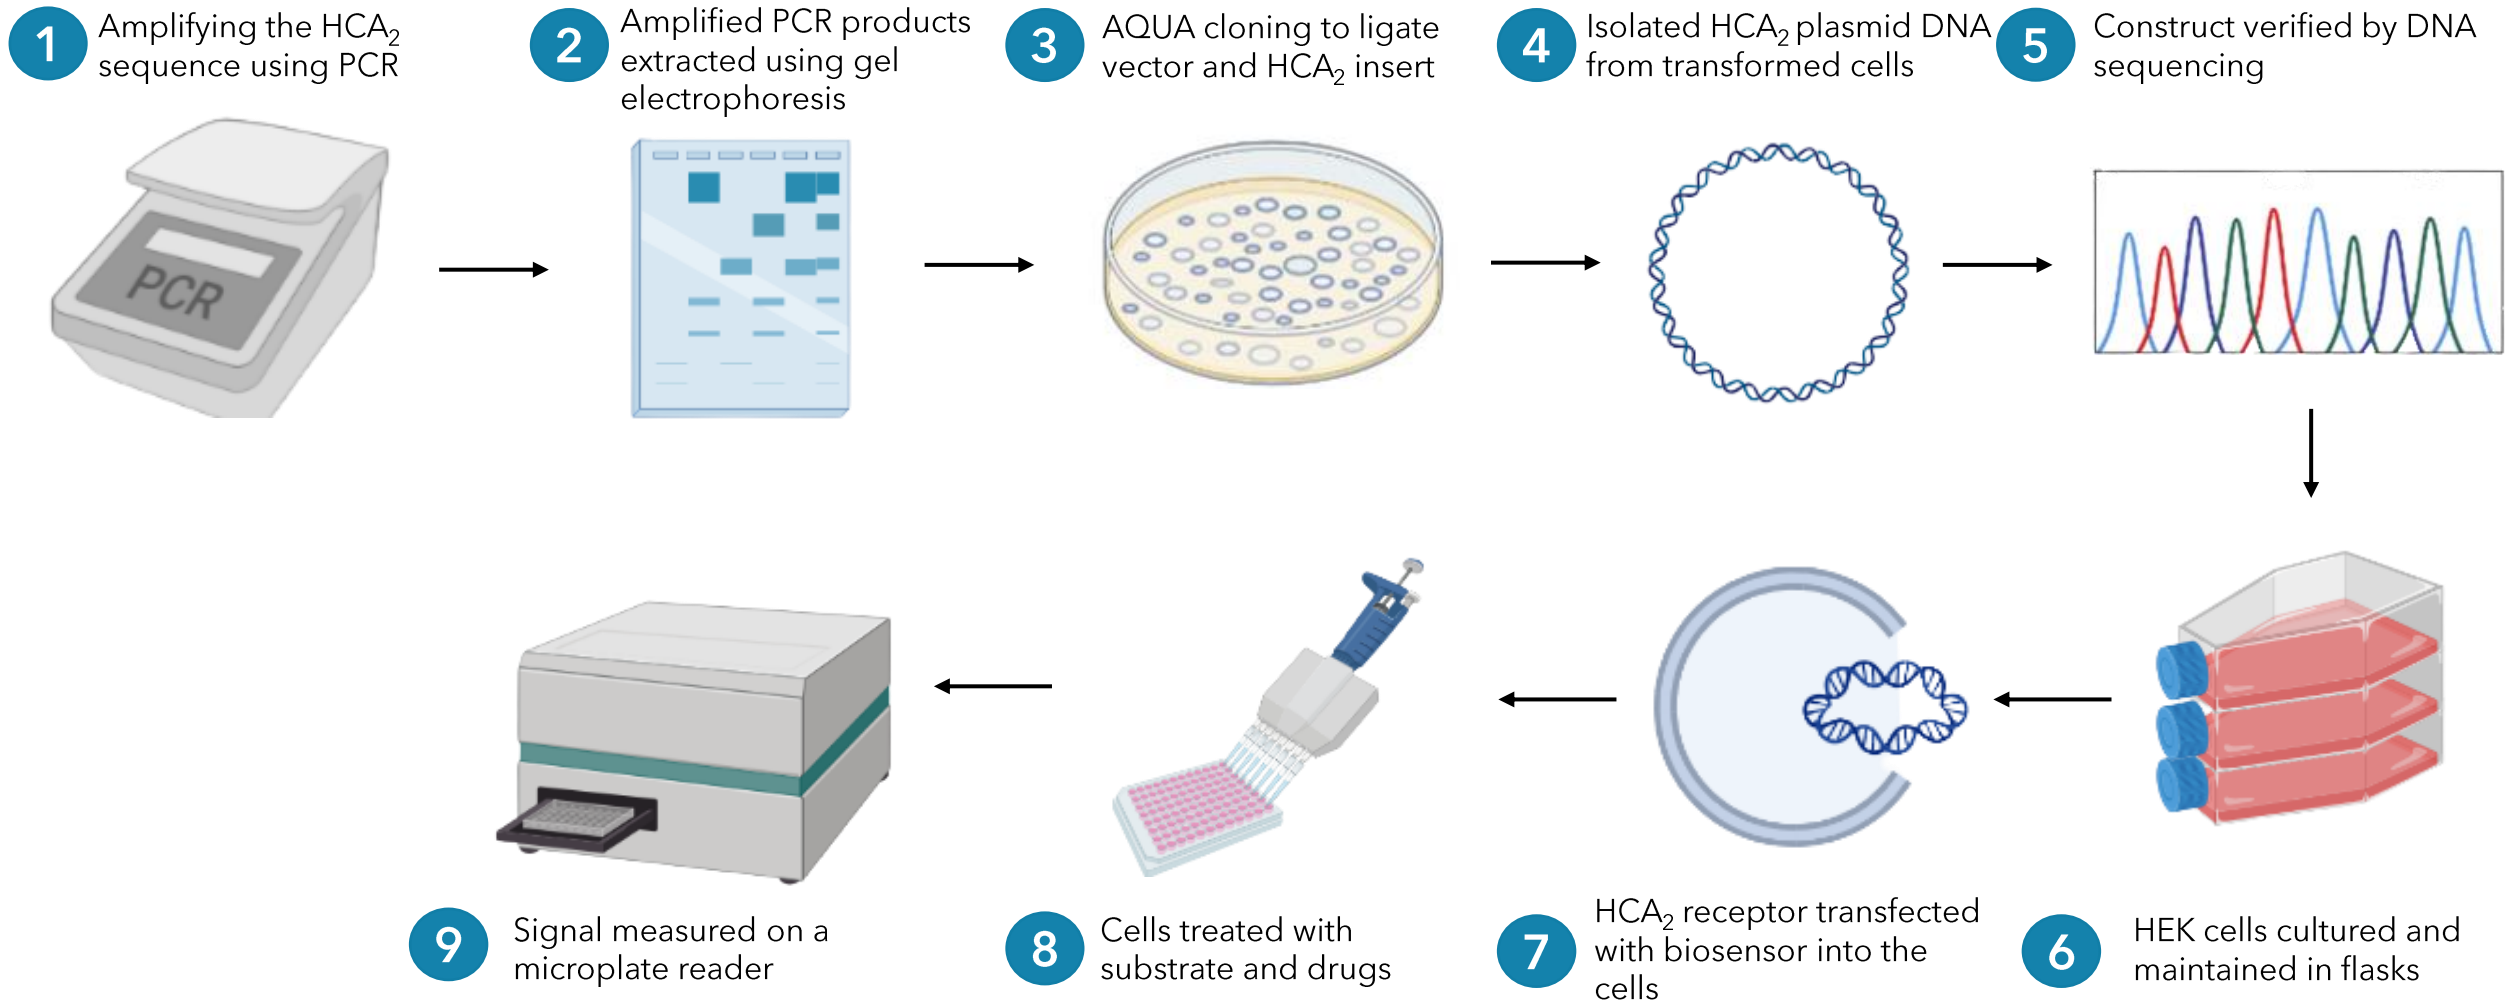 1
Amplifying the HCA₂
sequence using PCR
2
Amplified PCR products
extracted using gel
electrophoresis
3
AQUA cloning to ligate
vector and HCA₂ insert
4
Isolated HCA₂ plasmid DNA
from transformed cells
5
Construct verified by DNA
sequencing
PCR
9
Signal measured on a
microplate reader
8
Cells treated with
substrate and drugs
7
HCA₂ receptor transfected
with biosensor into the
cells
6
HEK cells cultured and
maintained in flasks